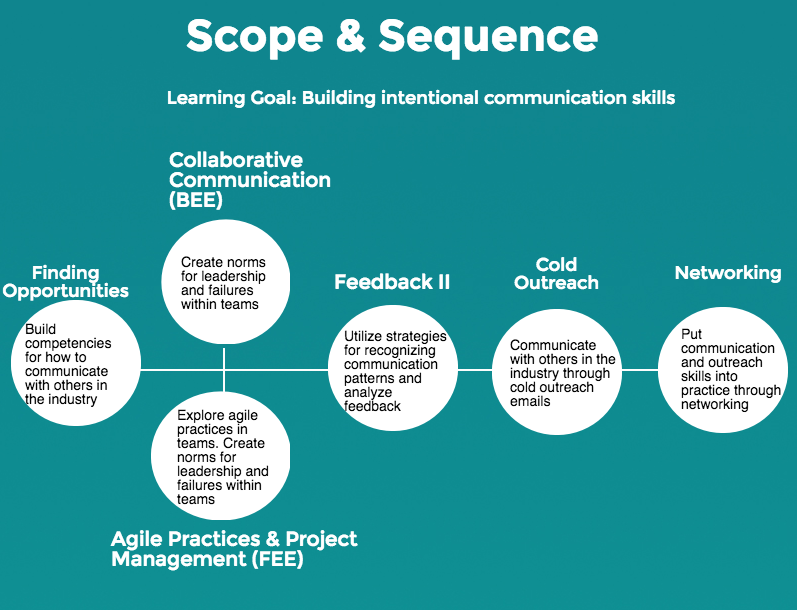 Scope & Sequence
Learning Goal: Building intentional communication skills
Finding
Opportunities
Build
competencies
for how to
communicate
with others in
the industry
Collaborative
Communication
(BEE)
Create norms
for leadership
and failures
within teams
Explore agile
practices in
teams. Create
norms for
leadership and
failures within
teams
Agile Practices & Project
Management (FEE)
Feedback II
Utilize strategies
for recognizing
communication
patterns and
analyze
feedback
Cold
Outreach
Communicate
with others in the
industry through
cold outreach
emails
Networking
Put
communication
and outreach
skills into
practice through
networking